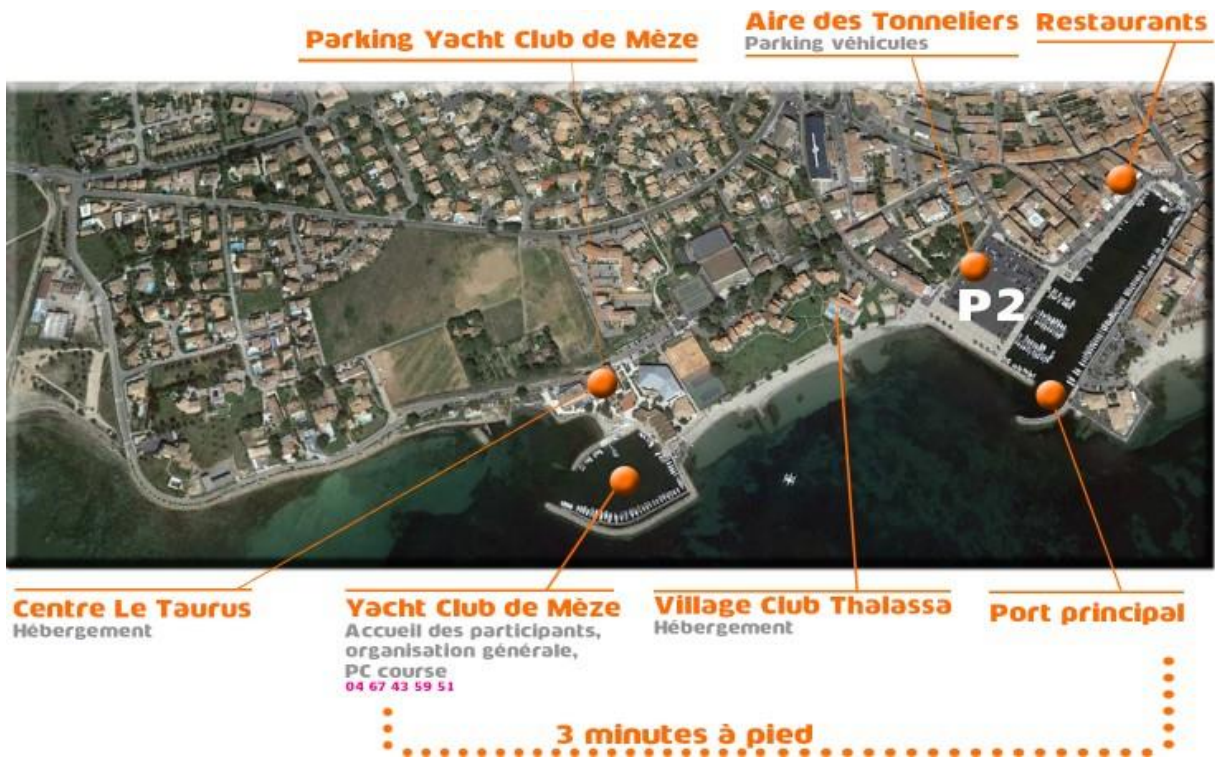 Parking Yacht Club de Mèze
Aire des Tonneliers
Parking véhicules
Restaurants
P2
Centre Le Taurus
Hébergement
Yacht Club de Mèze
Accueil des participants,
organisation générale,
PC course
04 67 43 59 51
Village Club Thalassa
Hébergement
Port principal
3 minutes à pied